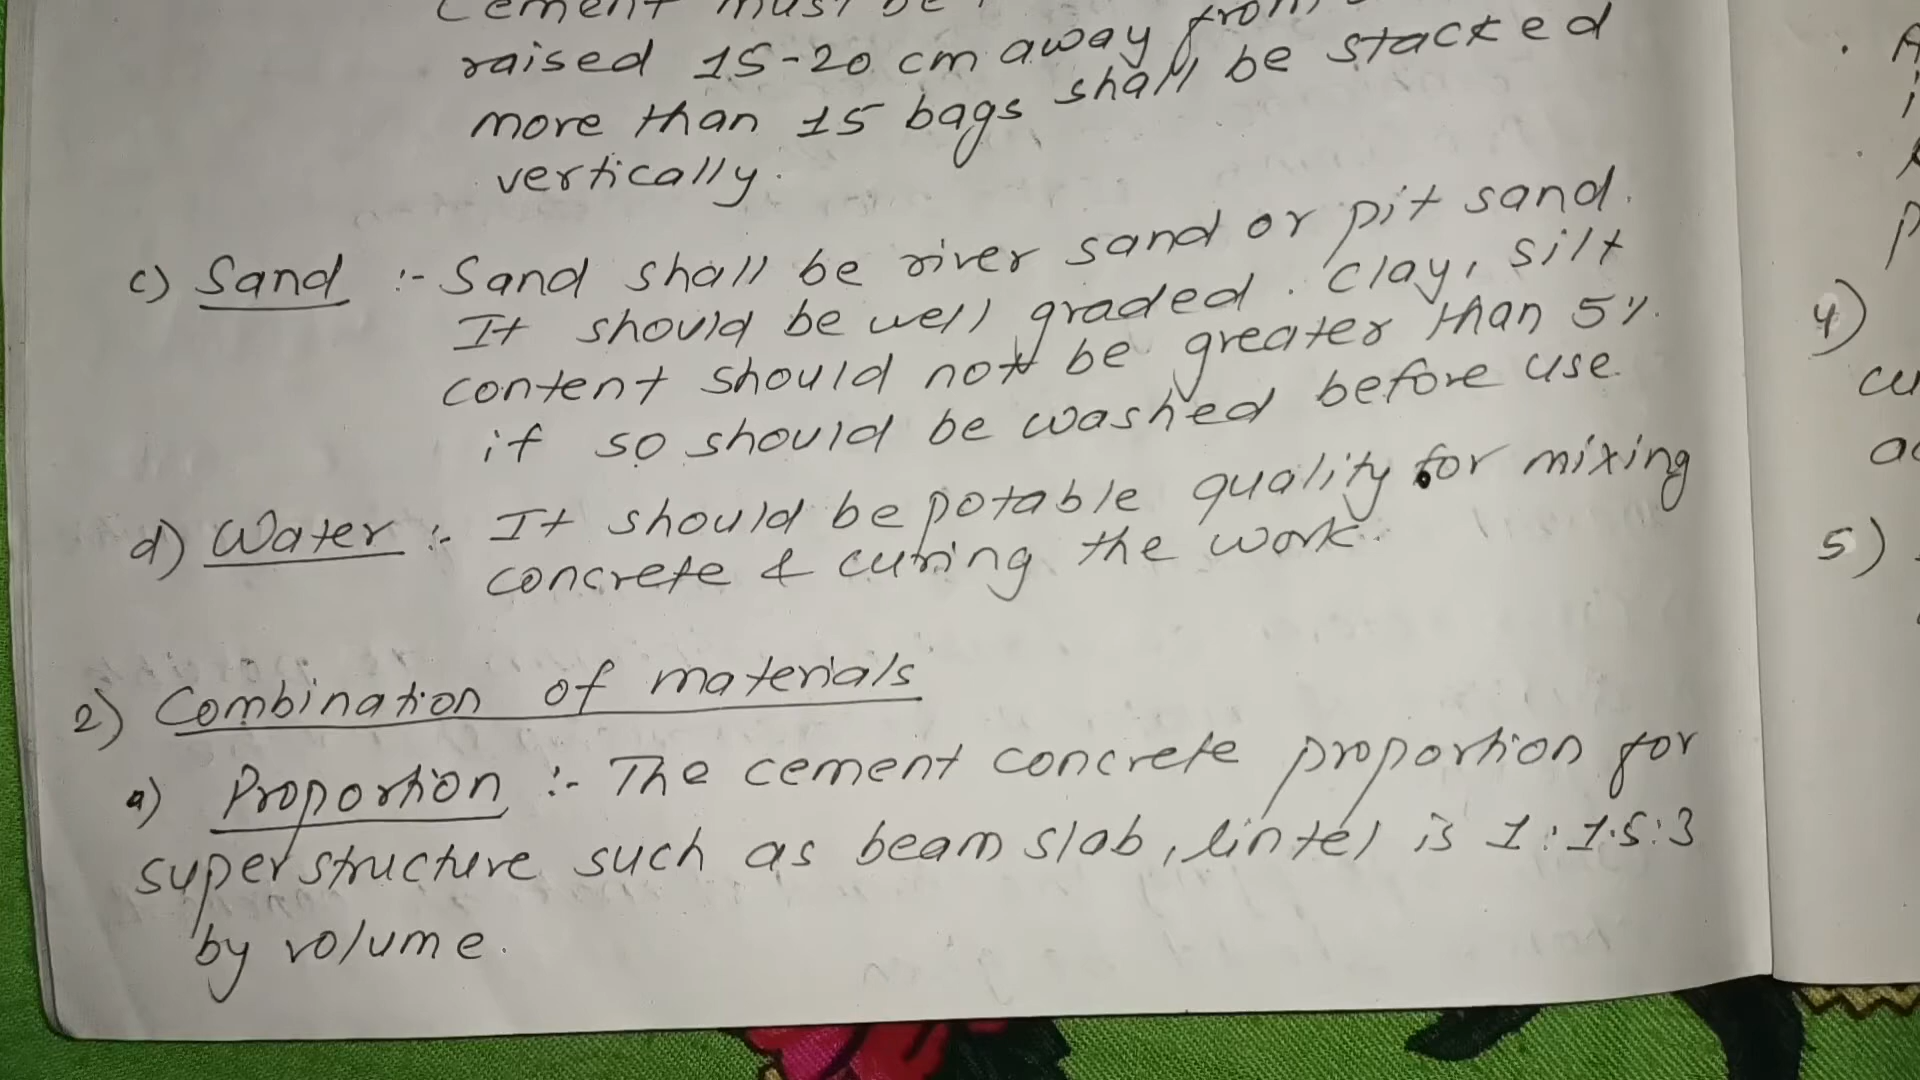 cement must be
raised 15-20 cm away from
more than 15 bags shall be stacked
vertically.
c) Sand :- Sand shall be river sand or pit sand.
It should be well graded. clay, silt
content should not be greater than 5%.
if so should be washed before use.
d) Water :- It should be potable quality for mixing
concrete & curing the work.
2) Combination of materials
a) Proportion :- The cement concrete proportion for
superstructure such as beam slab, lintel is 1:1.5:3
by volume.
4)
5)